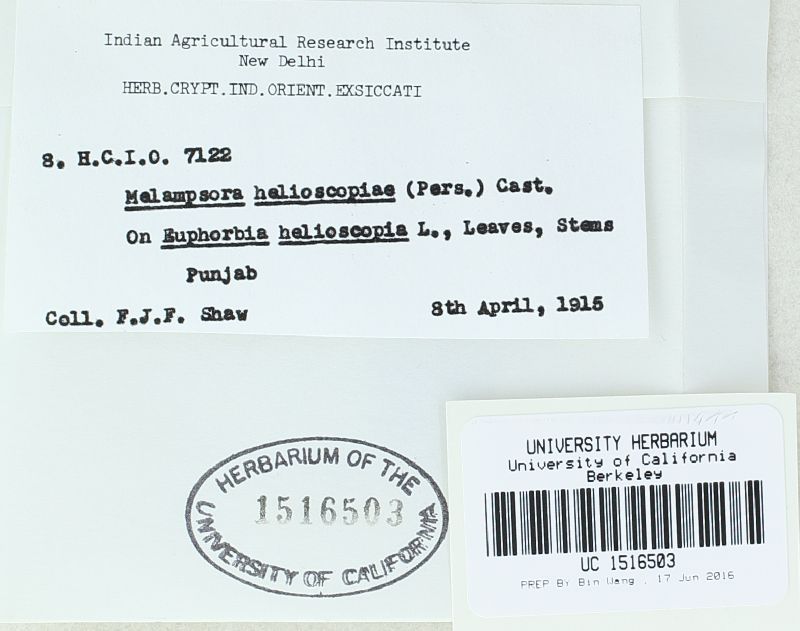 Indian Agricultural Research Institute
New Delhi
HERB.CRYPT.IND.ORIENT.EXSICCATI
8. H.C.I.O. 7122
Melampsora helioscopiae (Pers.) Cast.
On Euphorbia helioscopia L., Leaves, Stems
Punjab
Coll. F.J.F. Shaw 8th April, 1915
HERBARIUM OF THE
1516503
UNIVERSITY OF CALIFORNIA
UNIVERSITY HERBARIUM
University of California
Berkeley
UC 1516503
PREP BY Bin Wang . 17 Jun 2016